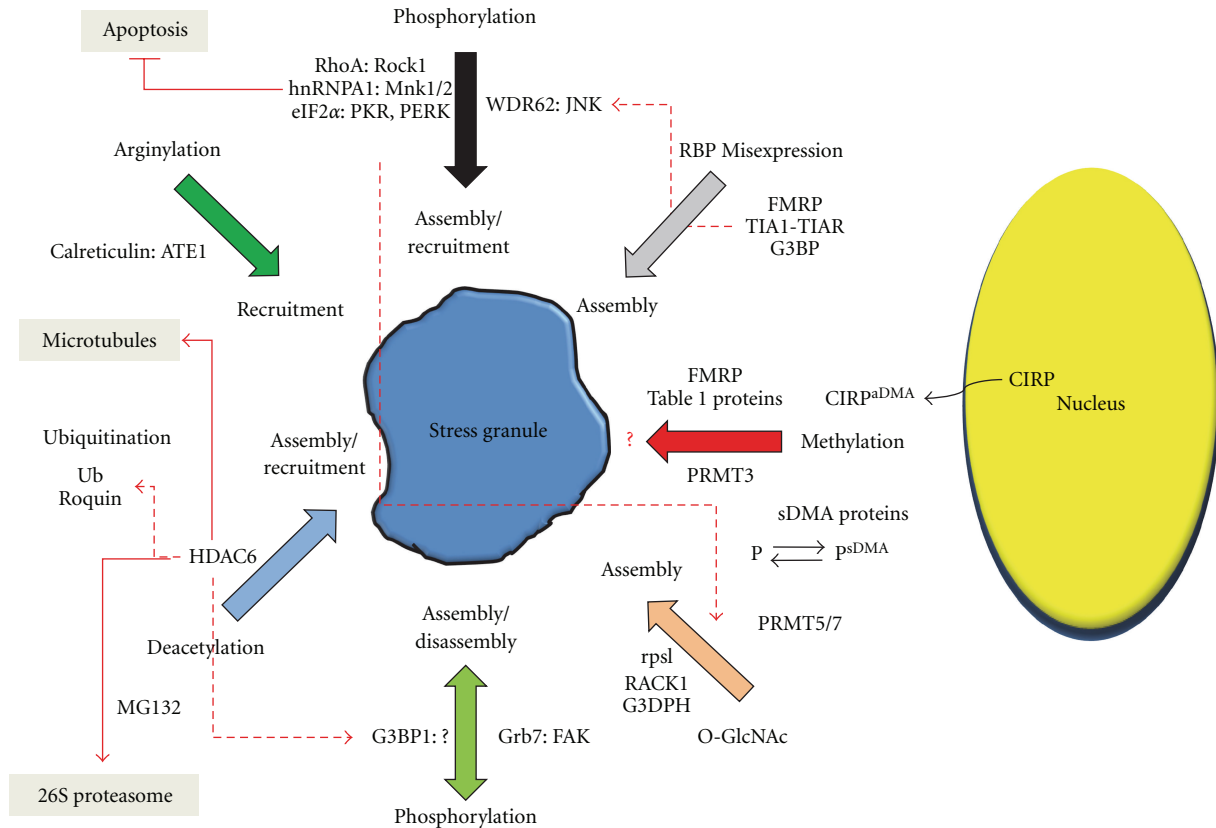 Phosphorylation
Apoptosis
RhoA: Rock1
hnRNPA1: Mnk1/2
eIF2α: PKR, PERK
WDR62: JNK
Arginylation
RBP Misexpression
FMRP
TIA1-TIAR
G3BP
Assembly/
recruitment
Calreticulin: ATE1
Recruitment
Assembly
Microtubules
FMRP
Table 1 proteins
CIRPaDMA
CIRP
Nucleus
Ubiquitination
Ub
Roquin
Assembly/
recruitment
Stress granule
?
Methylation
PRMT3
sDMA proteins
P
PsDMA
HDAC6
Assembly
Assembly/
disassembly
PRMT5/7
Deacetylation
rpsl
RACK1
G3DPH
MG132
G3BP1: ?
Grb7: FAK
O-GlcNAc
26S proteasome
Phosphorylation